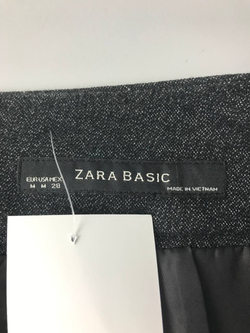 EUR USA MEX
M M 28
ZARA BASIC
MADE IN VIETNAM